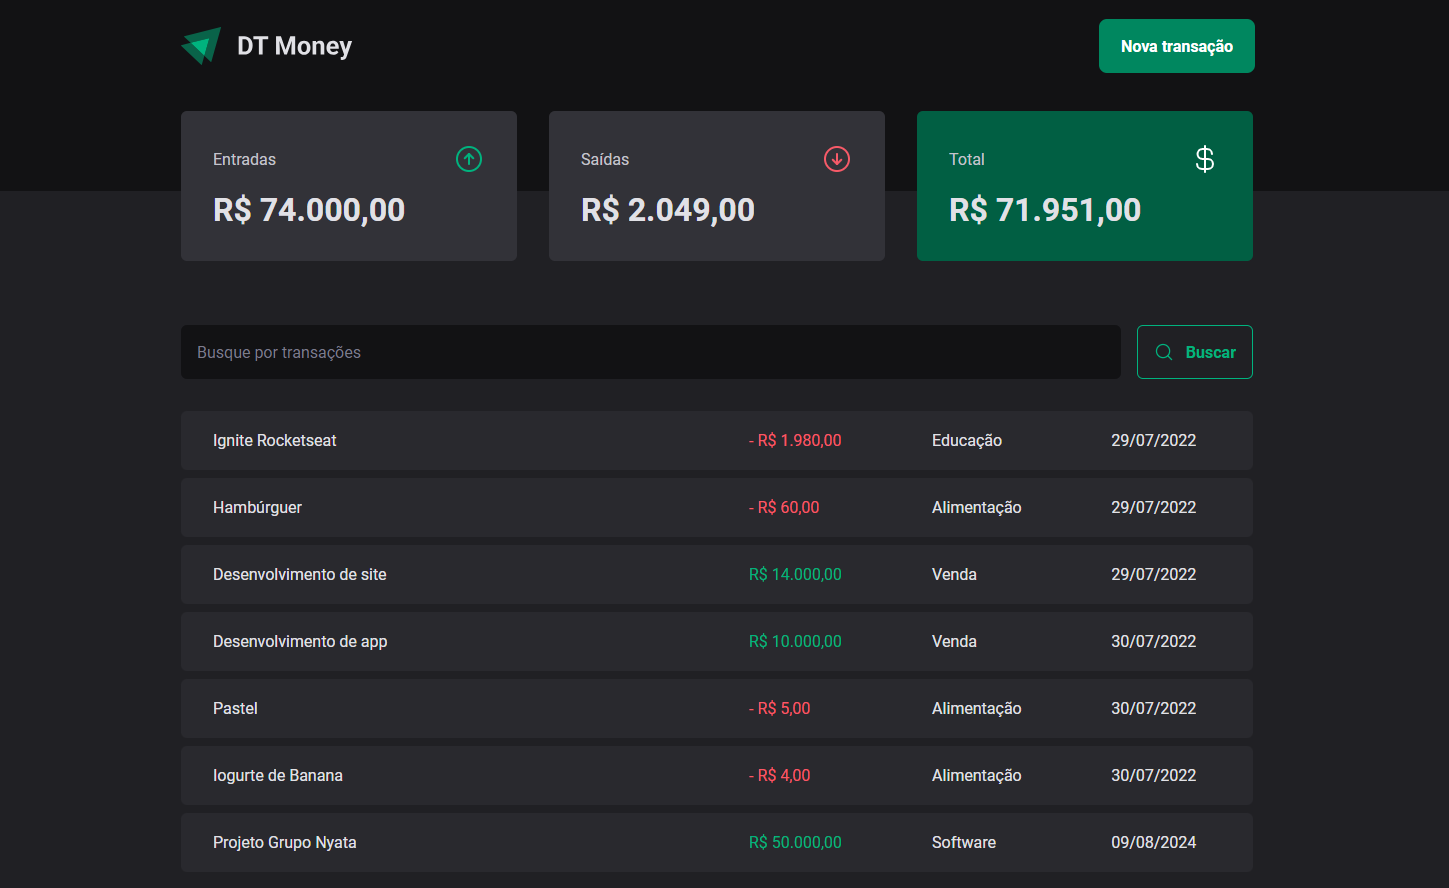 DT Money
Nova transação
Entradas
R$ 74.000,00
Saídas
R$ 2.049,00
Total
$
R$ 71.951,00
Busque por transações
Buscar
Ignite Rocketseat - R$ 1.980,00 Educação 29/07/2022
Hambúrguer - R$ 60,00 Alimentação 29/07/2022
Desenvolvimento de site R$ 14.000,00 Venda 29/07/2022
Desenvolvimento de app R$ 10.000,00 Venda 30/07/2022
Pastel - R$ 5,00 Alimentação 30/07/2022
Iogurte de Banana - R$ 4,00 Alimentação 30/07/2022
Projeto Grupo Nyata R$ 50.000,00 Software 09/08/2024